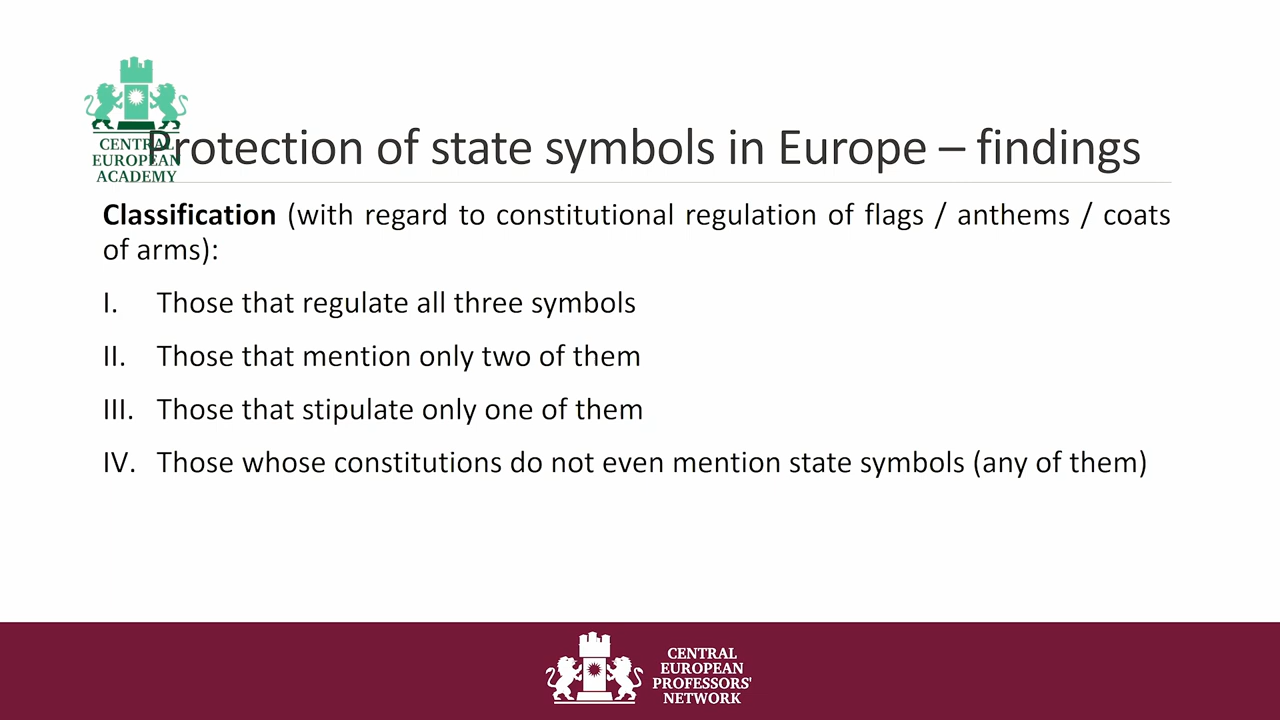 CENTRAL
EUROPEAN
ACADEMY
Protection of state symbols in Europe – findings
Classification (with regard to constitutional regulation of flags / anthems / coats
of arms):
I. Those that regulate all three symbols
II. Those that mention only two of them
III. Those that stipulate only one of them
IV. Those whose constitutions do not even mention state symbols (any of them)
CENTRAL
EUROPEAN
PROFESSORS'
NETWORK